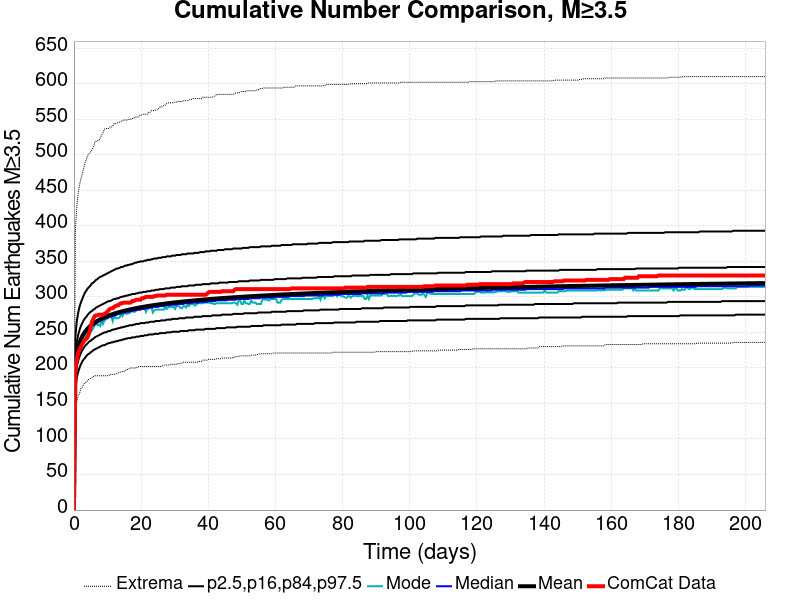 Cumulative Number Comparison, M≥3.5
Cumulative Num Earthquakes M≥3.5
650
600
550
500
450
400
350
300
250
200
150
100
50
0
0 20 40 60 80 100 120 140 160 180 200
Time (days)
Extrema p2.5,p16,p84,p97.5 Mode Median Mean ComCat Data